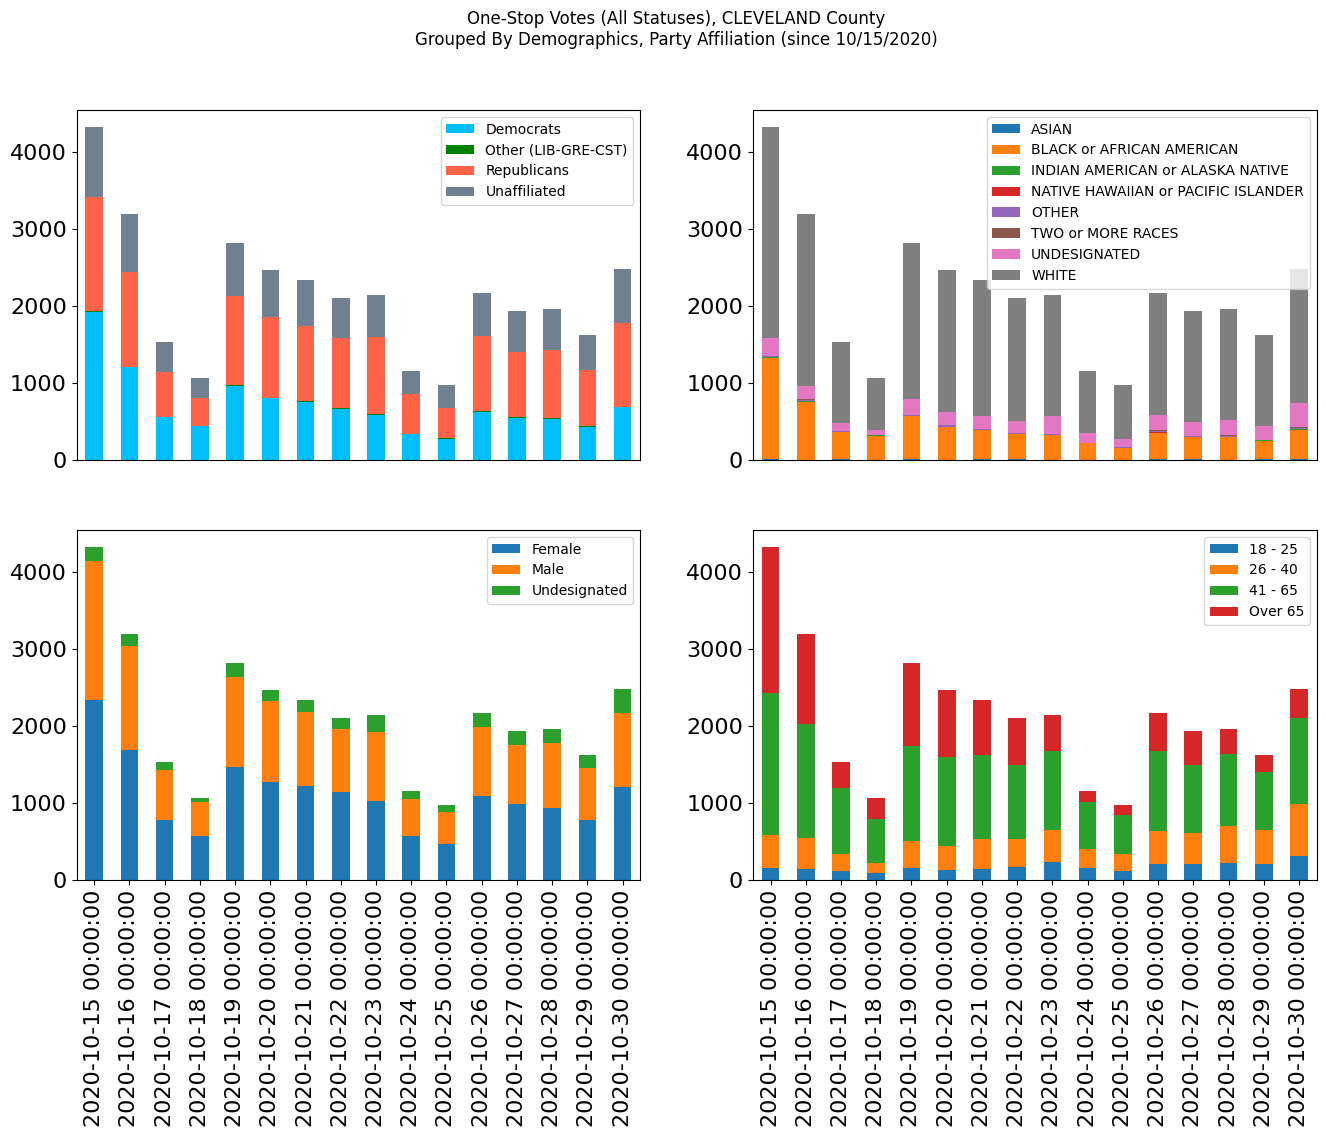 One-Stop Votes (All Statuses), CLEVELAND County
Grouped By Demographics, Party Affiliation (since 10/15/2020)
4000
3000
2000
1000
0
Democrats
Other (LIB-GRE-CST)
Republicans
Unaffiliated
4000
3000
2000
1000
0
ASIAN
BLACK or AFRICAN AMERICAN
INDIAN AMERICAN or ALASKA NATIVE
NATIVE HAWAIIAN or PACIFIC ISLANDER
OTHER
TWO or MORE RACES
UNDESIGNATED
WHITE
4000
3000
2000
1000
0
Female
Male
Undesignated
2020-10-15 00:00:00
2020-10-16 00:00:00
2020-10-17 00:00:00
2020-10-18 00:00:00
2020-10-19 00:00:00
2020-10-20 00:00:00
2020-10-21 00:00:00
2020-10-22 00:00:00
2020-10-23 00:00:00
2020-10-24 00:00:00
2020-10-25 00:00:00
2020-10-26 00:00:00
2020-10-27 00:00:00
2020-10-28 00:00:00
2020-10-29 00:00:00
2020-10-30 00:00:00
4000
3000
2000
1000
0
18 - 25
26 - 40
41 - 65
Over 65
2020-10-15 00:00:00
2020-10-16 00:00:00
2020-10-17 00:00:00
2020-10-18 00:00:00
2020-10-19 00:00:00
2020-10-20 00:00:00
2020-10-21 00:00:00
2020-10-22 00:00:00
2020-10-23 00:00:00
2020-10-24 00:00:00
2020-10-25 00:00:00
2020-10-26 00:00:00
2020-10-27 00:00:00
2020-10-28 00:00:00
2020-10-29 00:00:00
2020-10-30 00:00:00